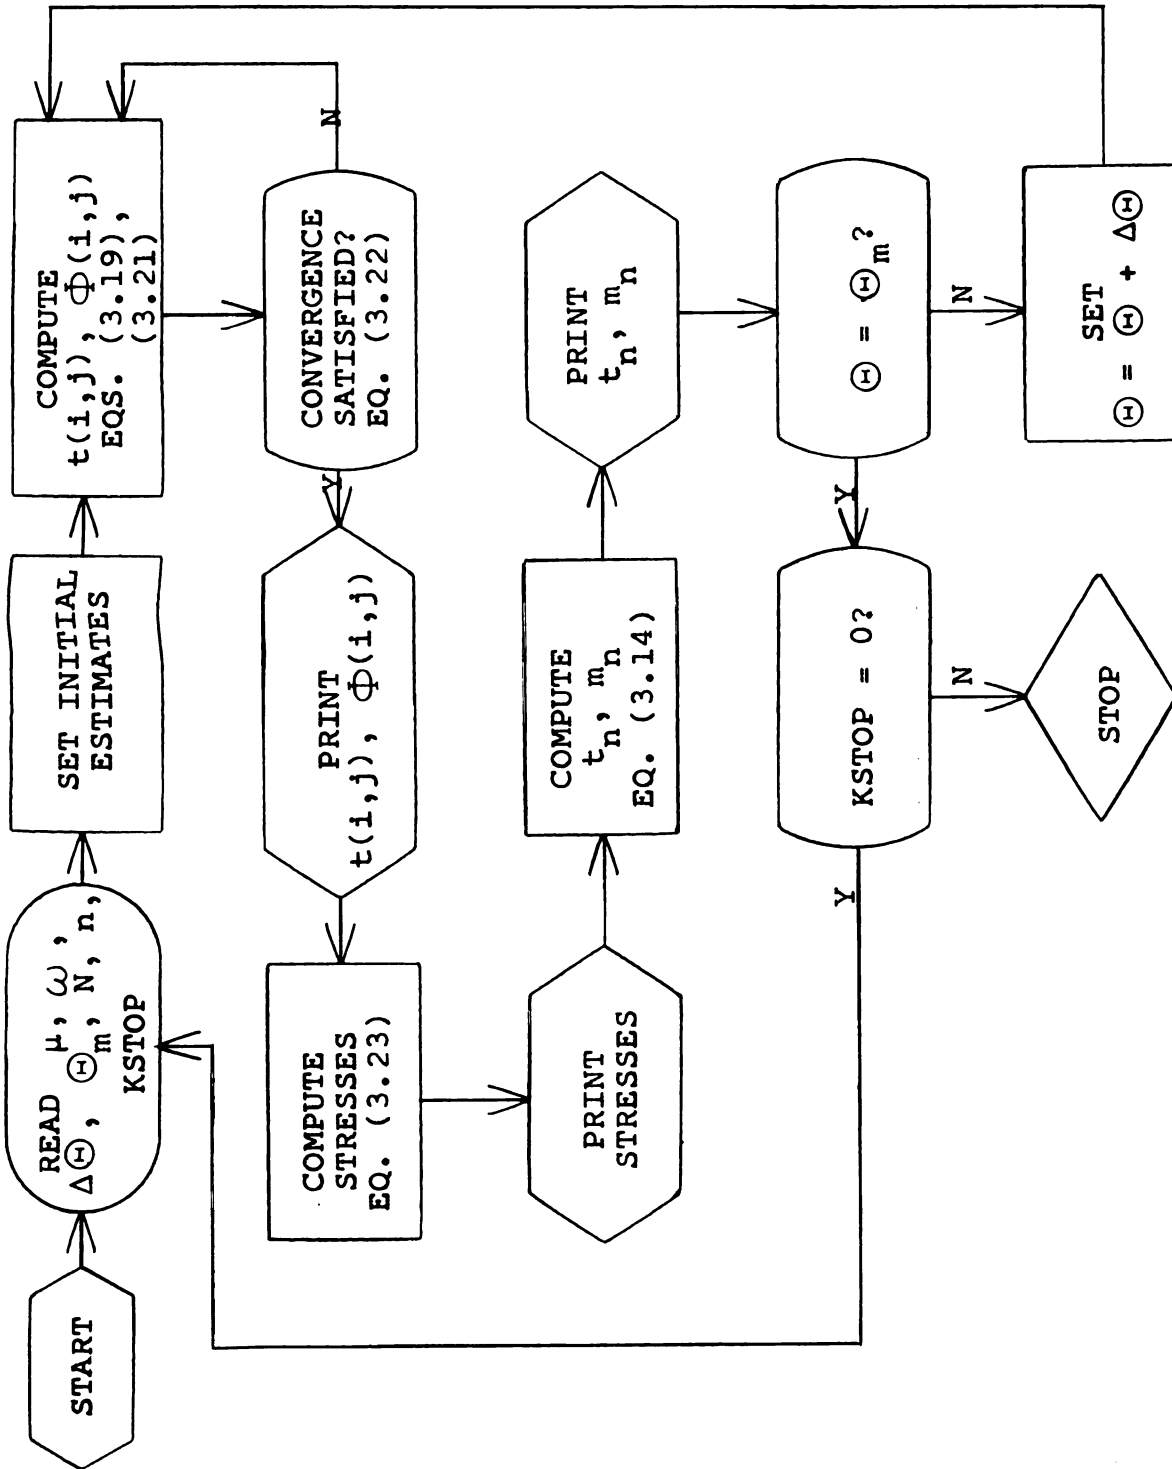 START
READ μ, ω,
ΔΘ, Θm, N, n,
KSTOP
SET INITIAL
ESTIMATES
COMPUTE
t(i,j), Φ(i,j)
EQS. (3.19),
(3.21)
CONVERGENCE
SATISFIED?
EQ. (3.22)
N
Y
PRINT
t(i,j), Φ(i,j)
COMPUTE
STRESSES
EQ. (3.23)
PRINT
STRESSES
COMPUTE
tn, mn
EQ. (3.14)
PRINT
tn, mn
Θ = Θm?
N
Y
SET
Θ = Θ + ΔΘ
KSTOP = 0?
Y
N
STOP